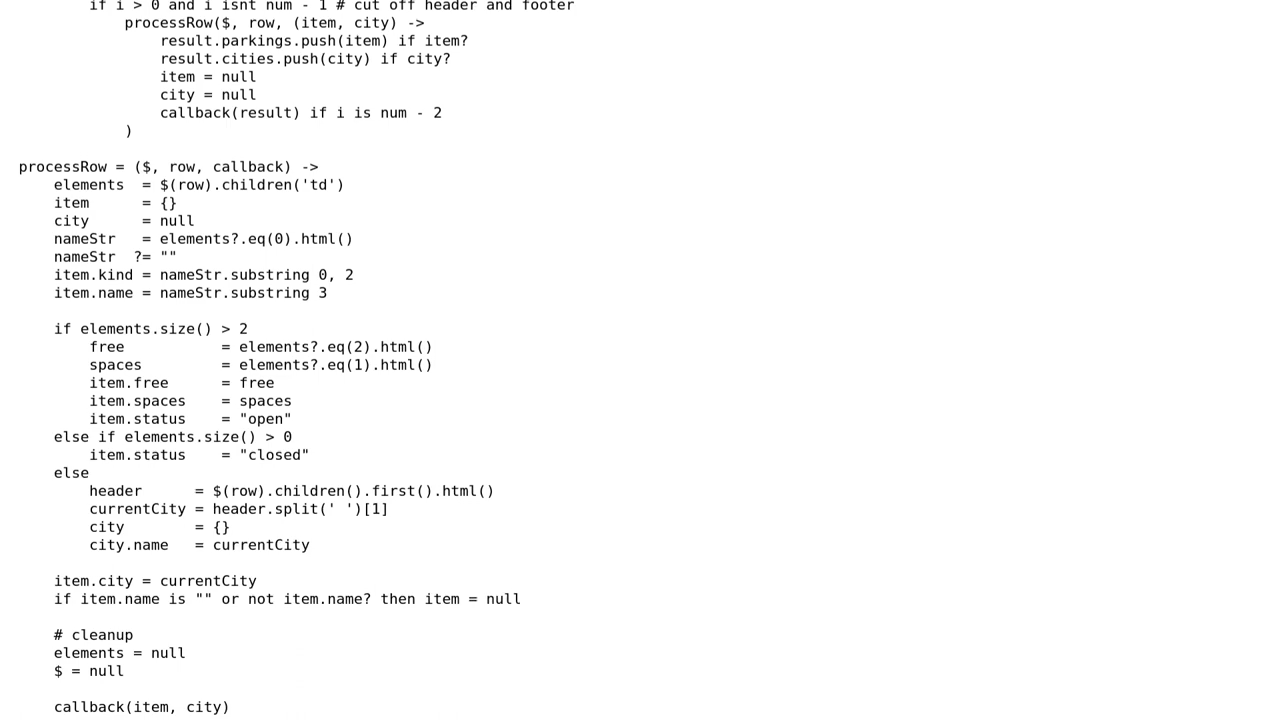 if i > 0 and i isnt num - 1 # cut off header and footer
processRow($, row, (item, city) ->
result.parkings.push(item) if item?
result.cities.push(city) if city?
item = null
city = null
callback(result) if i is num - 2
)
processRow = ($, row, callback) ->
elements  = $(row).children('td')
item      = {}
city      = null
nameStr   = elements?.eq(0).html()
nameStr  ?= ""
item.kind = nameStr.substring 0, 2
item.name = nameStr.substring 3
if elements.size() > 2
free           = elements?.eq(2).html()
spaces         = elements?.eq(1).html()
item.free      = free
item.spaces    = spaces
item.status    = "open"
else if elements.size() > 0
item.status    = "closed"
else
header      = $(row).children().first().html()
currentCity = header.split(' ')[1]
city        = {}
city.name   = currentCity
item.city = currentCity
if item.name is "" or not item.name? then item = null
# cleanup
elements = null
$ = null
callback(item, city)